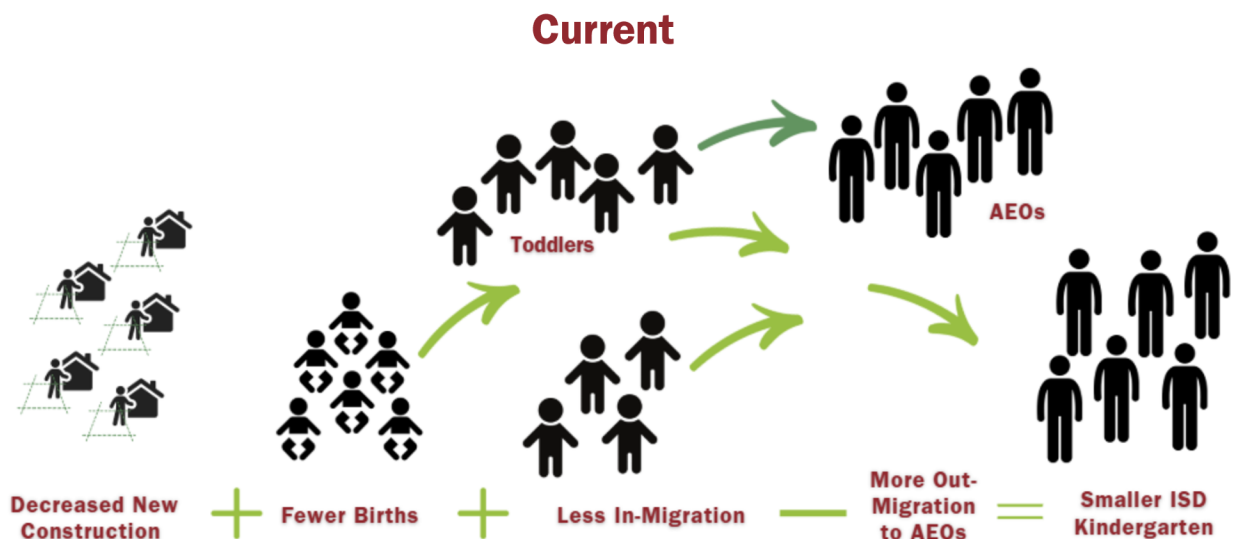 Current
Toddlers
AEOs
Decreased New
Construction
+
Fewer Births
+
Less In-Migration
—
More Out-
Migration
to AEOs
=
Smaller ISD
Kindergarten